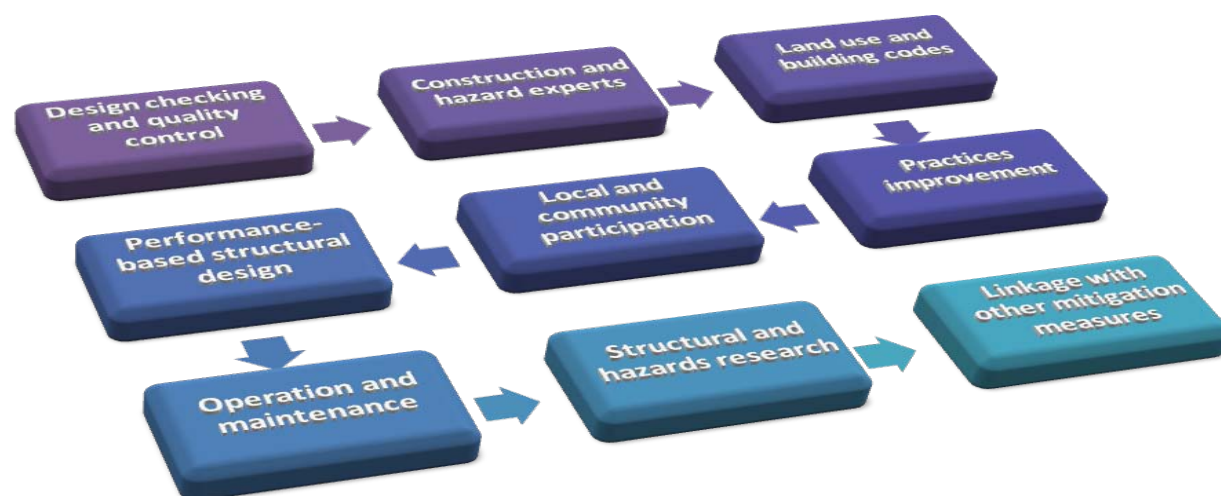 Design checking
and quality
control
Construction and
hazard experts
Land use and
building codes
Practices
improvement
Local and
community
participation
Performance-
based structural
design
Operation and
maintenance
Structural and
hazards research
Linkage with
other mitigation
measures